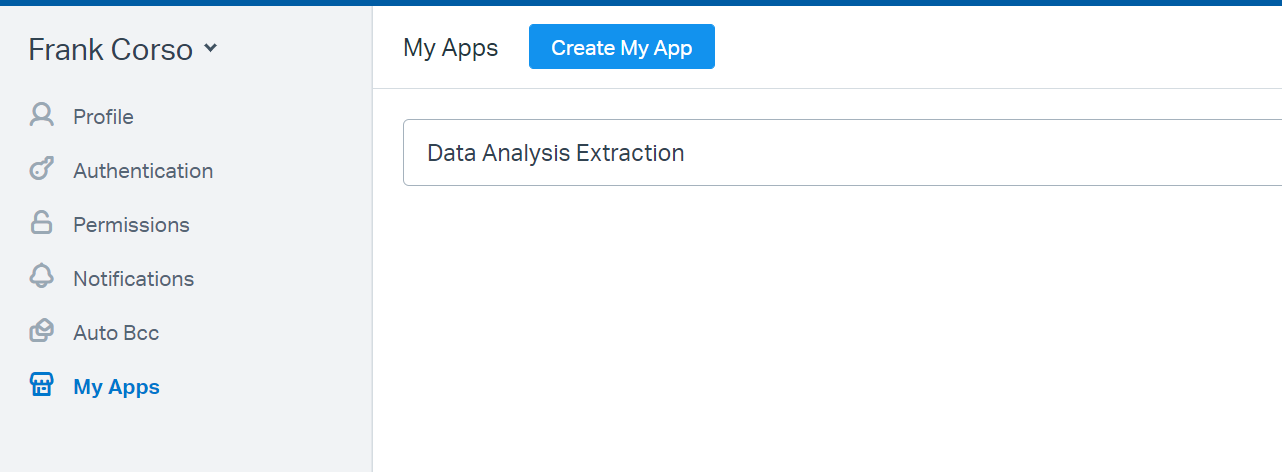 Frank Corso
Profile
Authentication
Permissions
Notifications
Auto Bcc
My Apps
My Apps
Create My App
Data Analysis Extraction